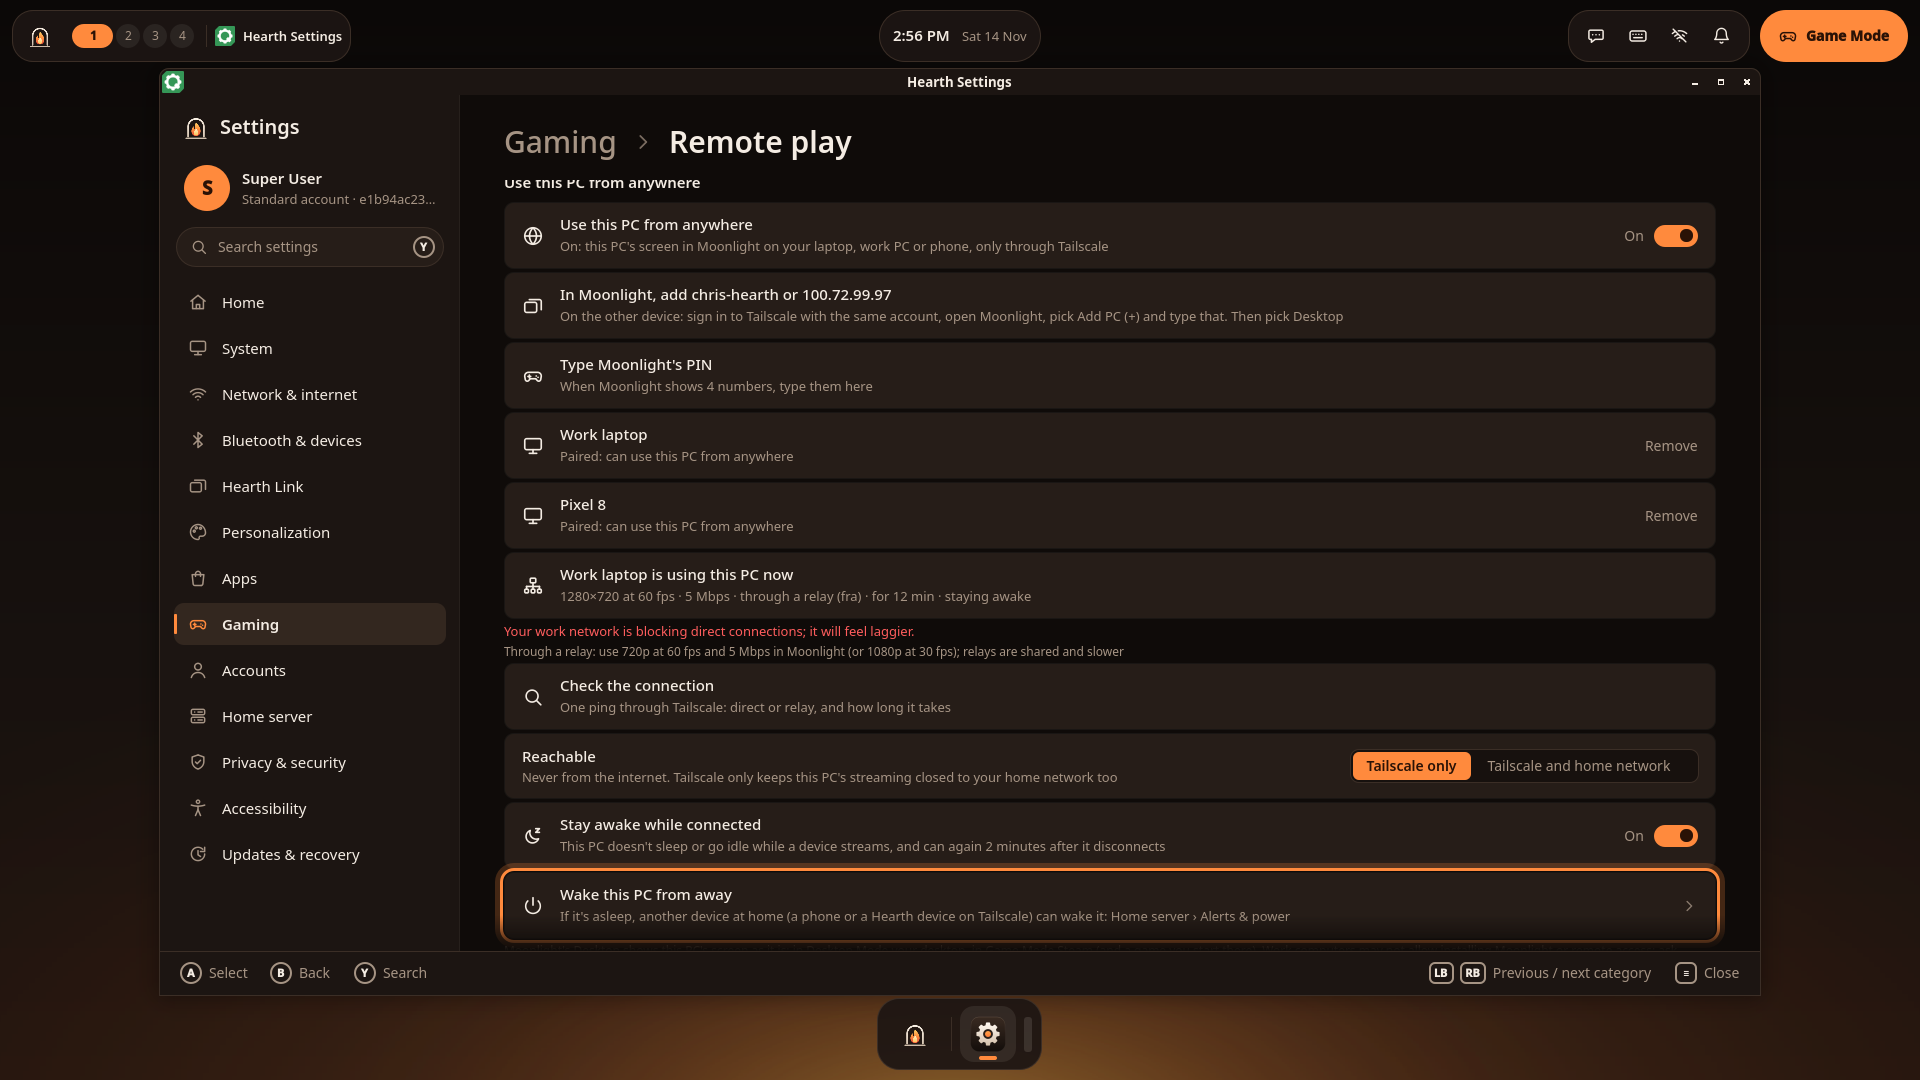 1 2 3 4 Hearth Settings
2:56 PM Sat 14 Nov
Game Mode
Hearth Settings
Settings
S
Super User
Standard account · e1b94ac23...
Search settings Y
Home
System
Network & internet
Bluetooth & devices
Hearth Link
Personalization
Apps
Gaming
Accounts
Home server
Privacy & security
Accessibility
Updates & recovery
Gaming > Remote play
Use this PC from anywhere
Use this PC from anywhere
On: this PC's screen in Moonlight on your laptop, work PC or phone, only through Tailscale
On
In Moonlight, add chris-hearth or 100.72.99.97
On the other device: sign in to Tailscale with the same account, open Moonlight, pick Add PC (+) and type that. Then pick Desktop
Type Moonlight's PIN
When Moonlight shows 4 numbers, type them here
Work laptop
Paired: can use this PC from anywhere
Remove
Pixel 8
Paired: can use this PC from anywhere
Remove
Work laptop is using this PC now
1280×720 at 60 fps · 5 Mbps · through a relay (fra) · for 12 min · staying awake
Your work network is blocking direct connections; it will feel laggier.
Through a relay: use 720p at 60 fps and 5 Mbps in Moonlight (or 1080p at 30 fps); relays are shared and slower
Check the connection
One ping through Tailscale: direct or relay, and how long it takes
Reachable
Never from the internet. Tailscale only keeps this PC's streaming closed to your home network too
Tailscale only Tailscale and home network
Stay awake while connected
This PC doesn't sleep or go idle while a device streams, and can again 2 minutes after it disconnects
On
Wake this PC from away
If it's asleep, another device at home (a phone or a Hearth device on Tailscale) can wake it: Home server › Alerts & power
A Select B Back Y Search
LB RB Previous / next category ≡ Close